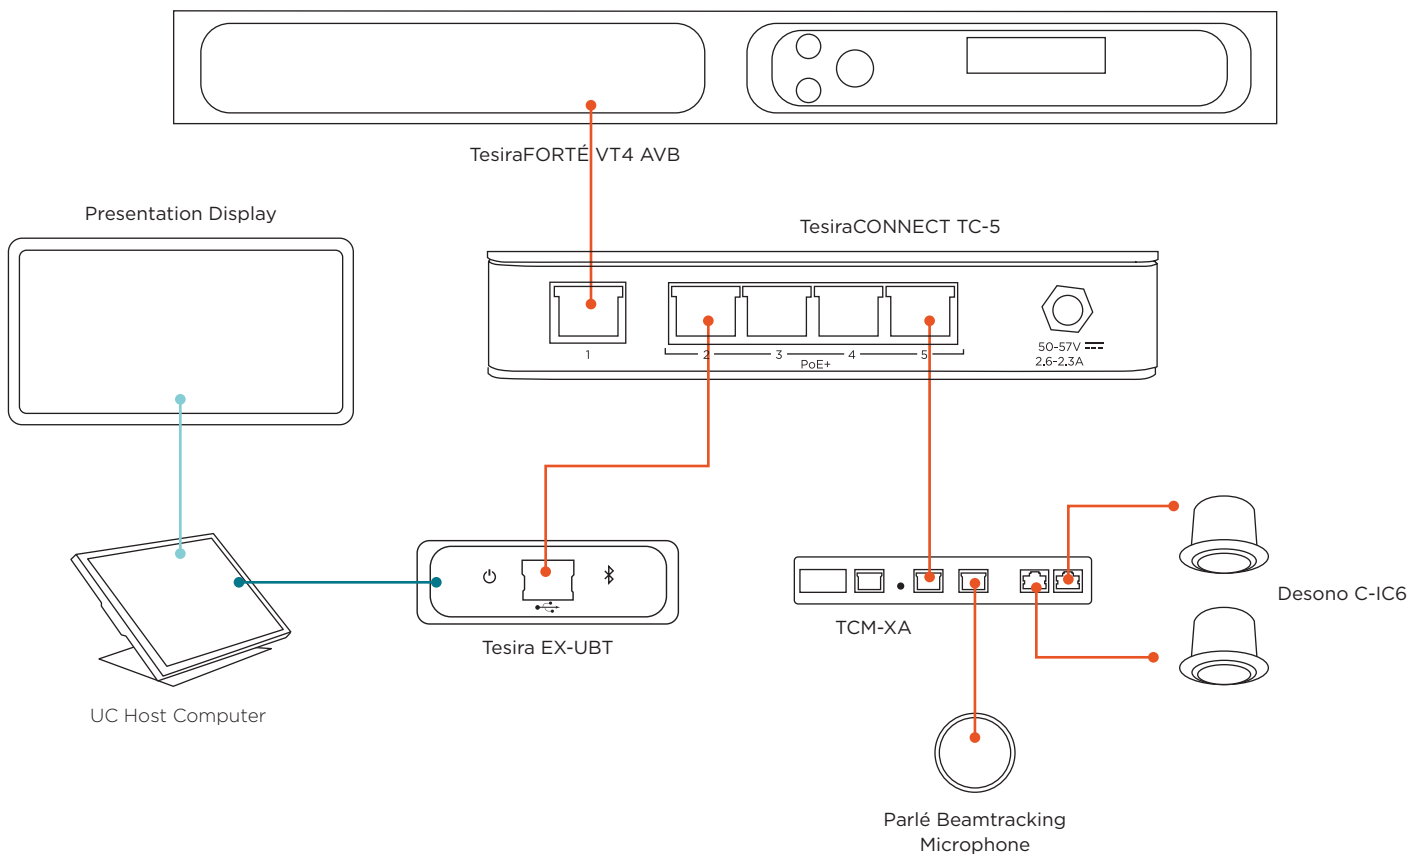 TesiraFORTÉ VT4 AVB
Presentation Display
TesiraCONNECT TC-5
1
2
3
4
5
PoE+
50-57V
2.6-2.3A
Tesira EX-UBT
TCM-XA
Desono C-IC6
UC Host Computer
Parlé Beamtracking
Microphone